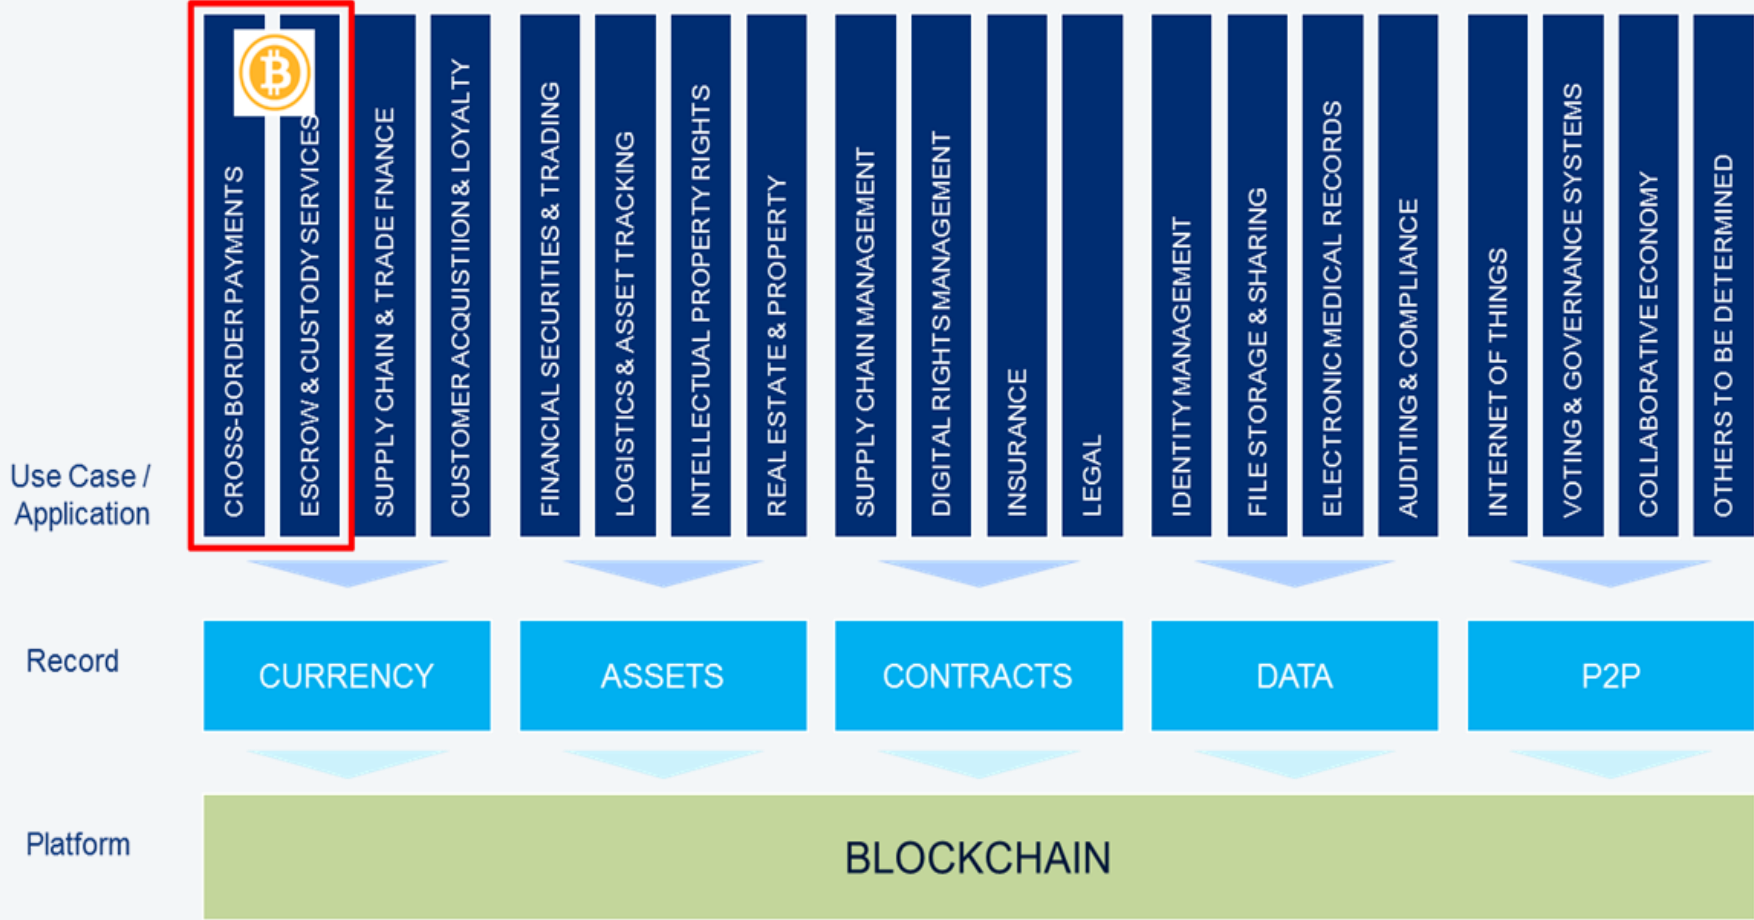 CROSS-BORDER PAYMENTS
ESCROW & CUSTODY SERVICES
SUPPLY CHAIN & TRADE FNANCE
CUSTOMER ACQUISTIION & LOYALTY
FINANCIAL SECURITIES & TRADING
LOGISTICS & ASSET TRACKING
INTELLECTUAL PROPERTY RIGHTS
REAL ESTATE & PROPERTY
SUPPLY CHAIN MANAGEMENT
DIGITAL RIGHTS MANAGEMENT
INSURANCE
LEGAL
IDENTITY MANAGEMENT
FILE STORAGE & SHARING
ELECTRONIC MEDICAL RECORDS
AUDITING & COMPLIANCE
INTERNET OF THINGS
VOTING & GOVERNANCE SYSTEMS
COLLABORATIVE ECONOMY
OTHERS TO BE DETERMINED
Use Case /
Application
Record
CURRENCY
ASSETS
CONTRACTS
DATA
P2P
Platform
BLOCKCHAIN